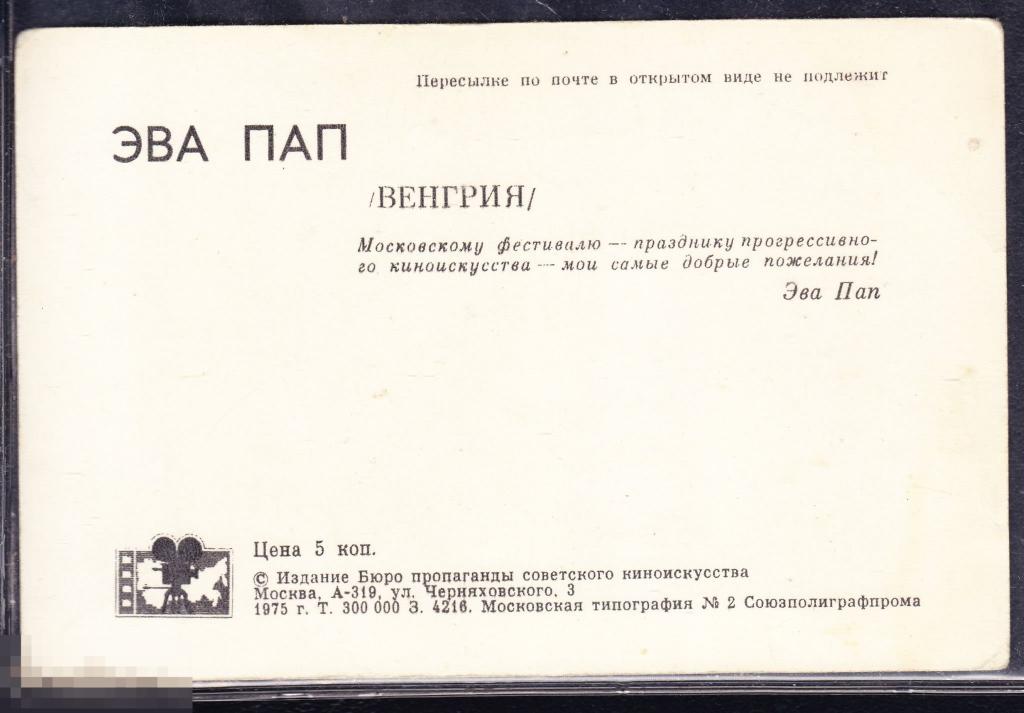 Пересылке по почте в открытом виде не подлежит
ЭВА ПАП
/ВЕНГРИЯ/
Московскому фестивалю — празднику прогрессивно-
го киноискусства — мои самые добрые пожелания!
Эва Пап
Цена 5 коп.
© Издание Бюро пропаганды советского киноискусства
Москва, А-319, ул. Черняховского, 3
1975 г. Т. 300 000 З. 4216. Московская типография № 2 Союзполиграфпрома